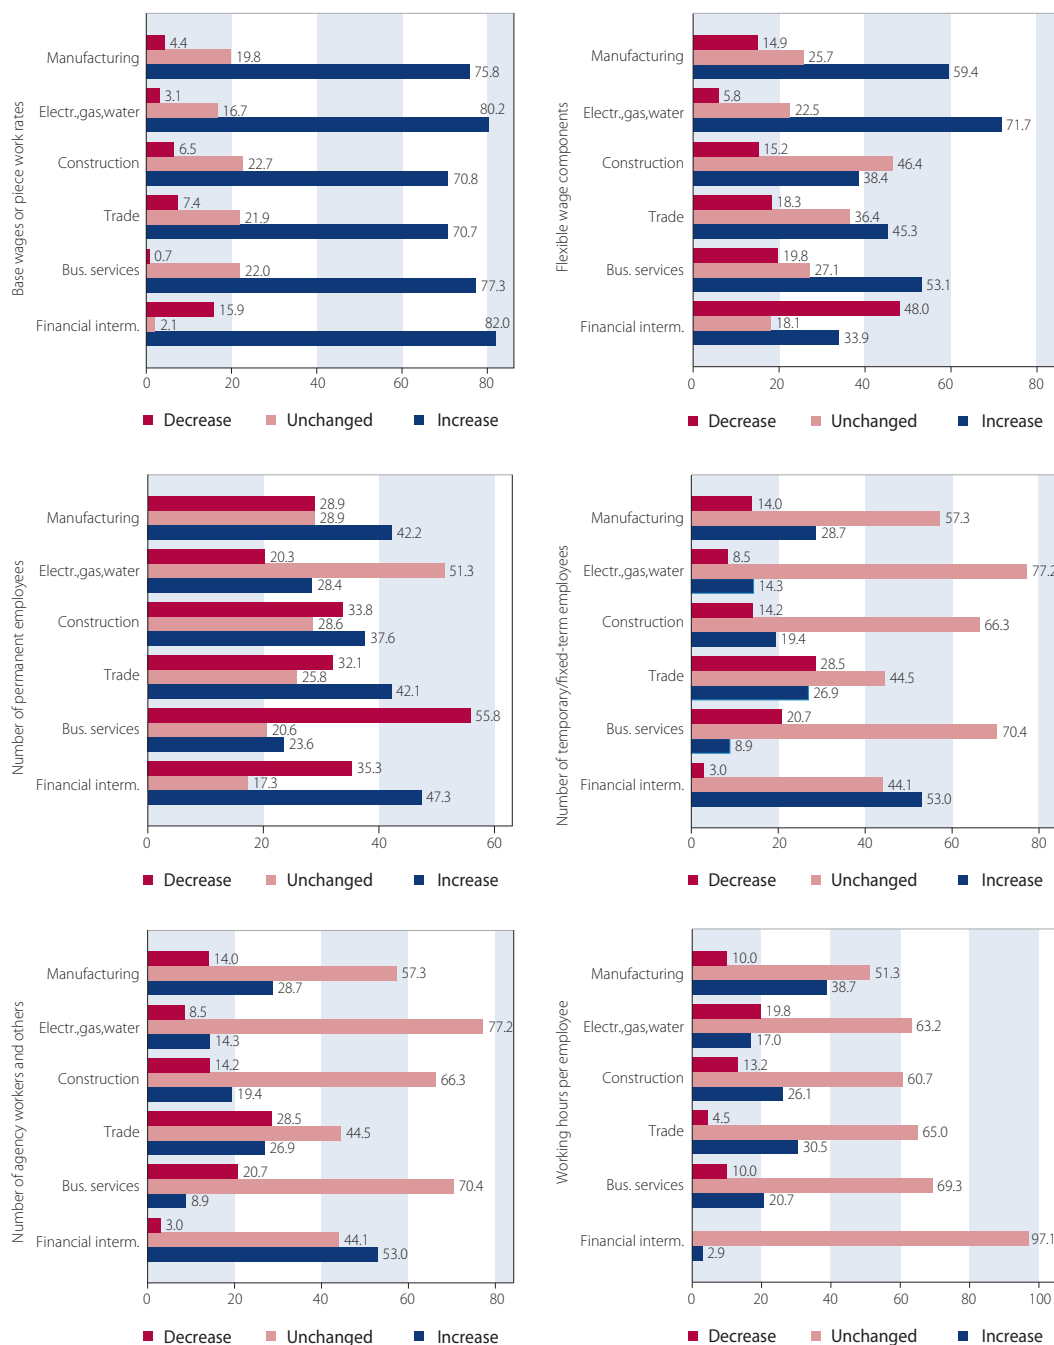 Base wages or piece work rates
Manufacturing
4.4
19.8
75.8
Electr.,gas,water
3.1
16.7
80.2
Construction
6.5
22.7
70.8
Trade
7.4
21.9
70.7
Bus. services
0.7
22.0
77.3
Financial interm.
15.9
2.1
82.0
0 20 40 60 80
Decrease Unchanged Increase
Flexible wage components
Manufacturing
14.9
25.7
59.4
Electr.,gas,water
5.8
22.5
71.7
Construction
15.2
46.4
38.4
Trade
18.3
36.4
45.3
Bus. services
19.8
27.1
53.1
Financial interm.
48.0
18.1
33.9
0 20 40 60 80
Decrease Unchanged Increase
Number of permanent employees
Manufacturing
28.9
28.9
42.2
Electr.,gas,water
20.3
51.3
28.4
Construction
33.8
28.6
37.6
Trade
32.1
25.8
42.1
Bus. services
55.8
20.6
23.6
Financial interm.
35.3
17.3
47.3
0 20 40 60
Decrease Unchanged Increase
Number of temporary/fixed-term employees
Manufacturing
14.0
57.3
28.7
Electr.,gas,water
8.5
77.2
14.3
Construction
14.2
66.3
19.4
Trade
28.5
44.5
26.9
Bus. services
20.7
70.4
8.9
Financial interm.
3.0
44.1
53.0
0 20 40 60 80
Decrease Unchanged Increase
Number of agency workers and others
Manufacturing
14.0
57.3
28.7
Electr.,gas,water
8.5
77.2
14.3
Construction
14.2
66.3
19.4
Trade
28.5
44.5
26.9
Bus. services
20.7
70.4
8.9
Financial interm.
3.0
44.1
53.0
0 20 40 60 80
Decrease Unchanged Increase
Working hours per employee
Manufacturing
10.0
51.3
38.7
Electr.,gas,water
19.8
63.2
17.0
Construction
13.2
60.7
26.1
Trade
4.5
65.0
30.5
Bus. services
10.0
69.3
20.7
Financial interm.
97.1
2.9
0 20 40 60 80 100
Decrease Unchanged Increase